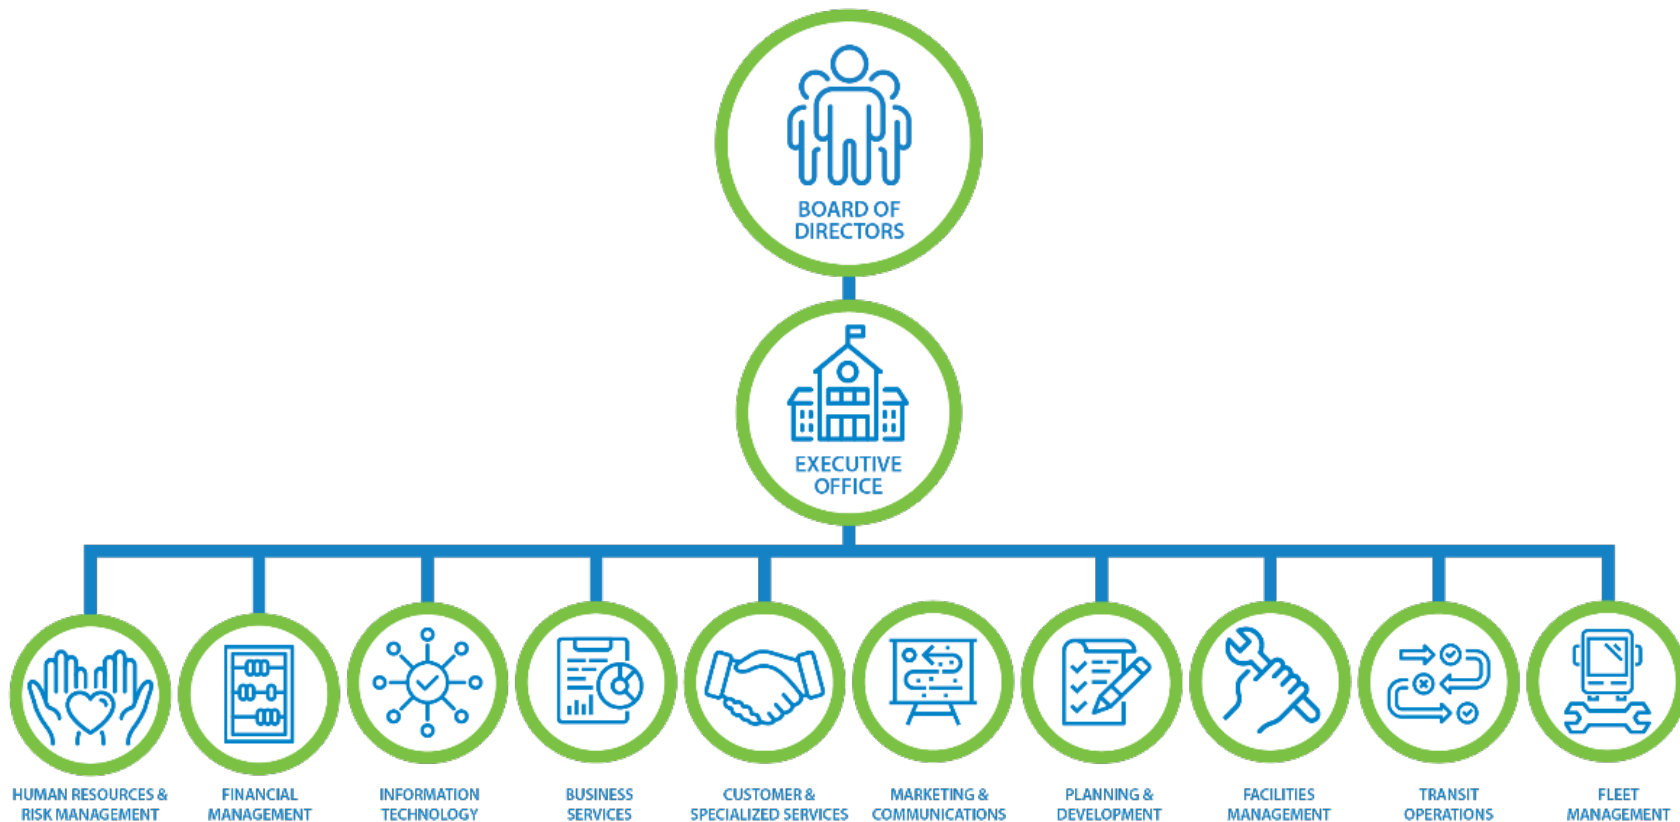 BOARD OF
DIRECTORS
EXECUTIVE
OFFICE
HUMAN RESOURCES &
RISK MANAGEMENT
FINANCIAL
MANAGEMENT
INFORMATION
TECHNOLOGY
BUSINESS
SERVICES
CUSTOMER &
SPECIALIZED SERVICES
MARKETING &
COMMUNICATIONS
PLANNING &
DEVELOPMENT
FACILITIES
MANAGEMENT
TRANSIT
OPERATIONS
FLEET
MANAGEMENT